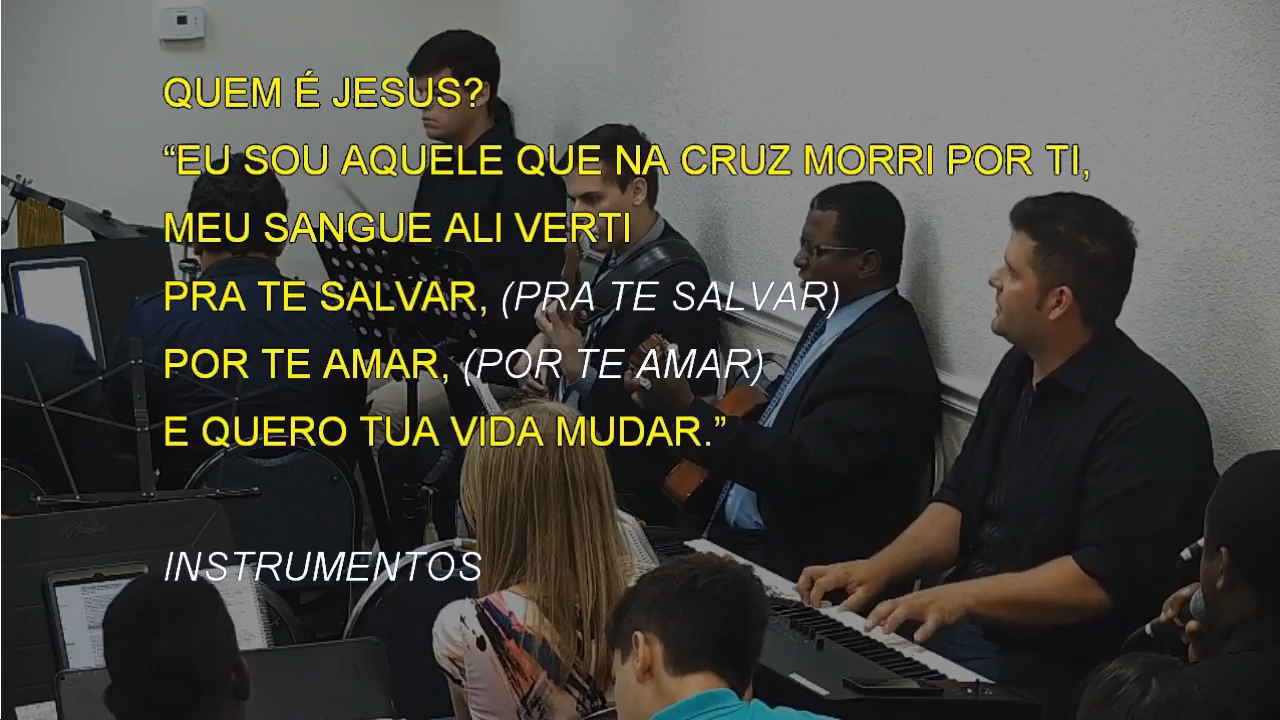 QUEM É JESUS?
“EU SOU AQUELE QUE NA CRUZ MORRI POR TI,
MEU SANGUE ALI VERTI
PRA TE SALVAR, (PRA TE SALVAR)
POR TE AMAR, (POR TE AMAR)
E QUERO TUA VIDA MUDAR.”
INSTRUMENTOS